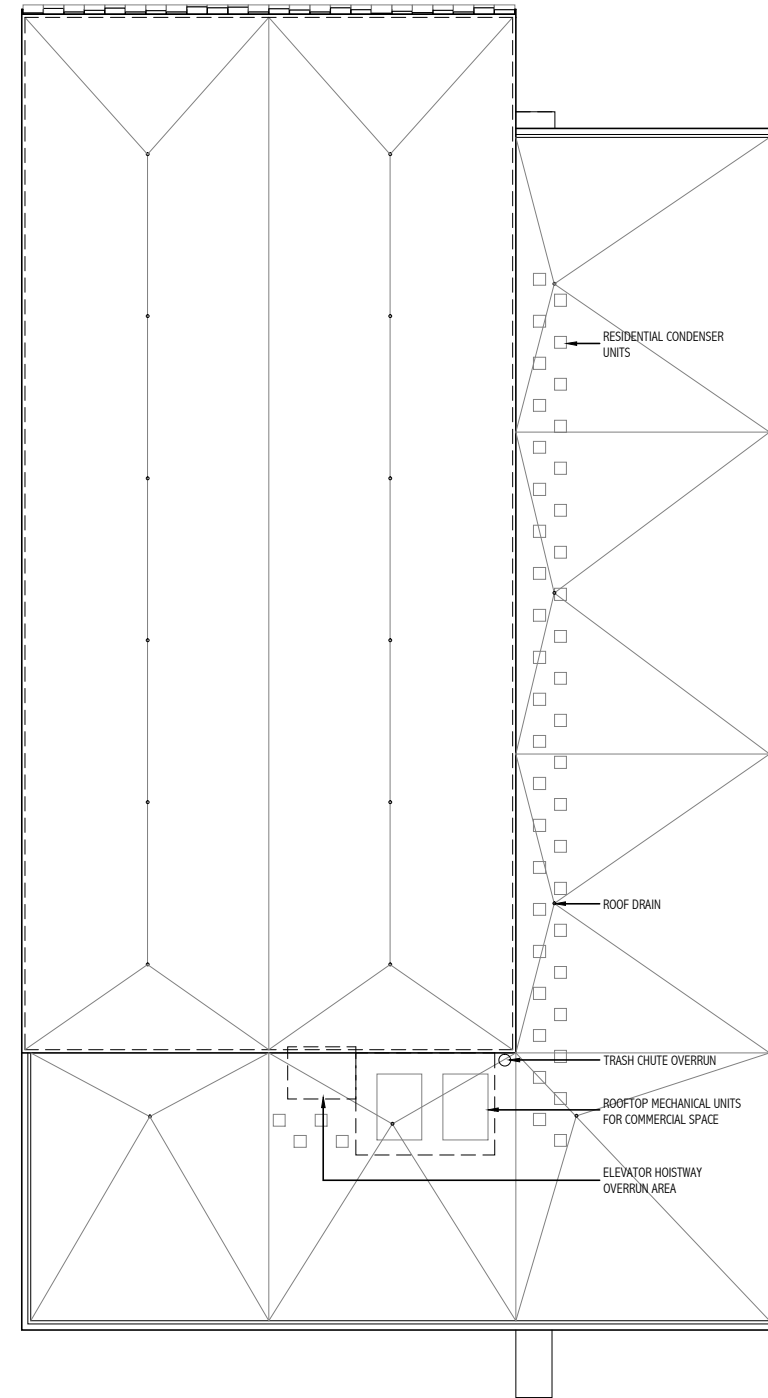 RESIDENTIAL CONDENSER
UNITS
ROOF DRAIN
TRASH CHUTE OVERRUN
ROOFTOP MECHANICAL UNITS
FOR COMMERCIAL SPACE
ELEVATOR HOISTWAY
OVERRUN AREA